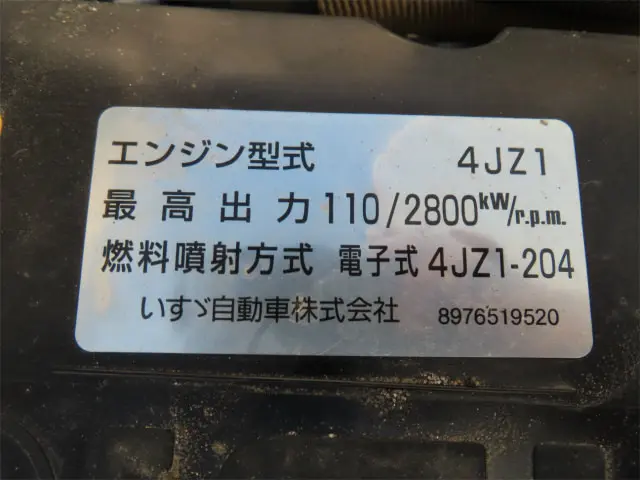 エンジン型式 4JZ1
最高出力 110/2800kW/r.p.m.
燃料噴射方式 電子式 4JZ1-204
いすゞ自動車株式会社 8976519520